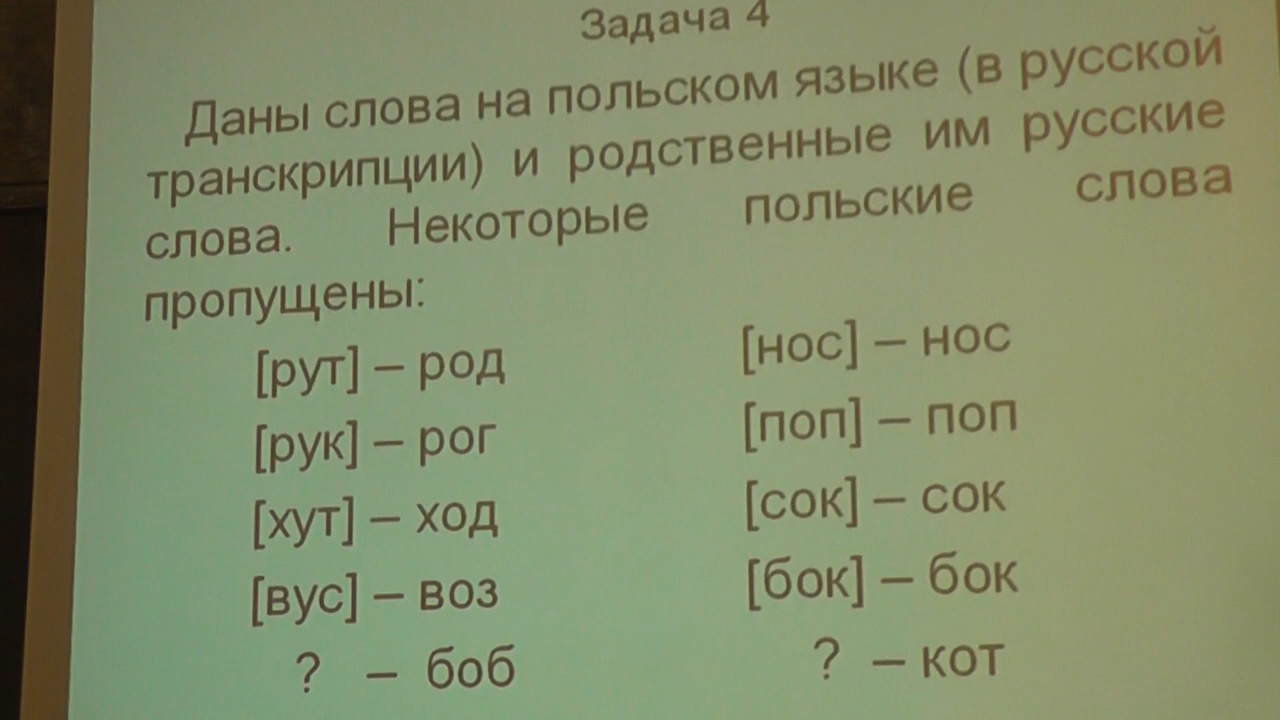 Задача 4
Даны слова на польском языке (в русской
транскрипции) и родственные им русские
слова. Некоторые польские слова
пропущены:
[рут] – род [нос] – нос
[рук] – рог [поп] – поп
[хут] – ход [сок] – сок
[вус] – воз [бок] – бок
? – боб ? – кот